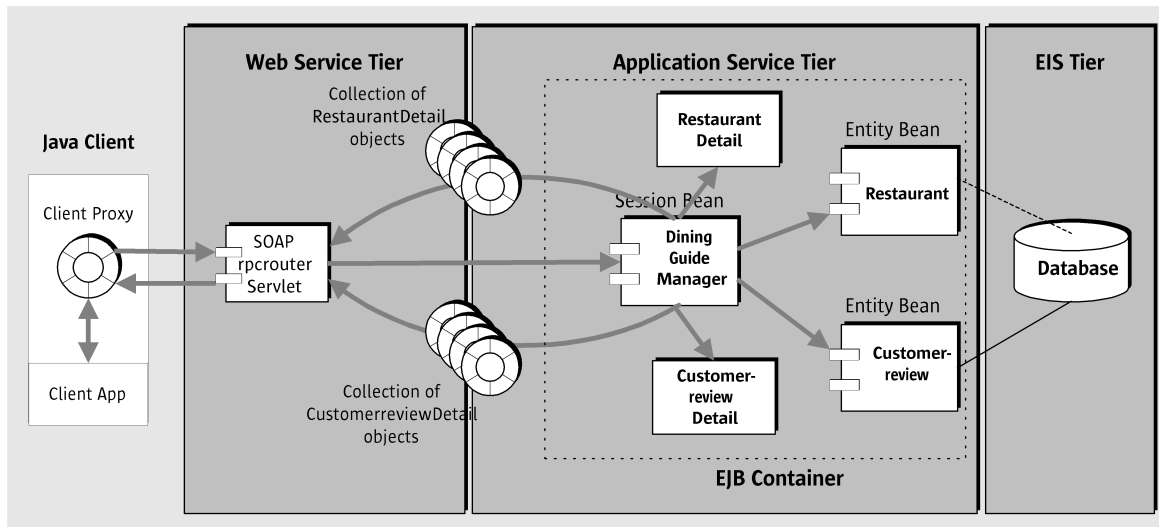 Web Service Tier
Application Service Tier
EIS Tier
Collection of
RestaurantDetail
objects
Java Client
Restaurant
Detail
Entity Bean
Restaurant
Session Bean
Client Proxy
SOAP
rpcrouter
Servlet
Dining
Guide
Manager
Database
Entity Bean
Customer-
review
Client App
Collection of
CustomerreviewDetail
objects
Customer-
review
Detail
EJB Container